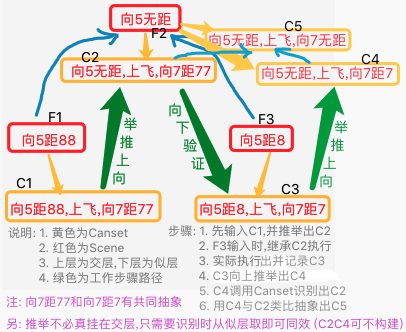 向5无距
F2
C5
向5无距,上飞,向7无距
C2
C4
向5无距,上飞,向7距77
向5无距,上飞,向7距7
F1
F3
向5距88
向5距8
举推上向
向下验证
举推上向
C1
C3
向5距88,上飞,向7距77
向5距8,上飞,向7距7
说明: 1. 黄色为Canset
2. 红色为Scene
3. 上层为交层,下层为似层
4. 绿色为工作步骤路径
步骤: 1. 先输入C1,并推举出C2
2. F3输入时,继承C2执行
3. 实际执行出并记录C3
4. C3向上推举出C4
5. C4调用Canset识别出C2
6. 用C4与C2类比抽象出C5
注: 向7距77和向7距7有共同抽象
另: 推举不必真挂在交层,只需要识别时从似层取即可同效 (C2C4可不构建)